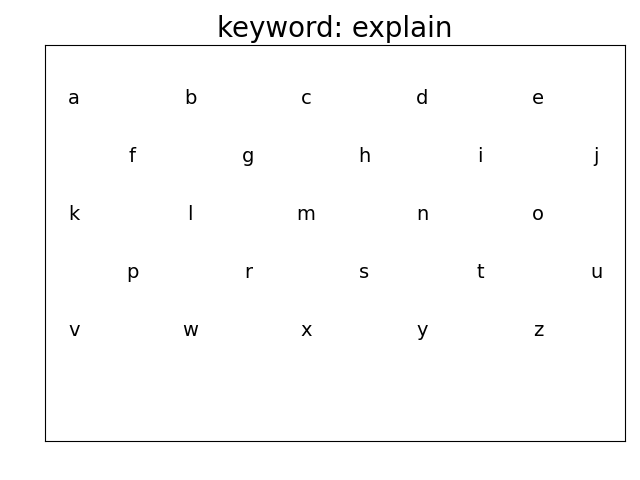 keyword: explain
a b c d e
f g h i j
k l m n o
p r s t u
v w x y z